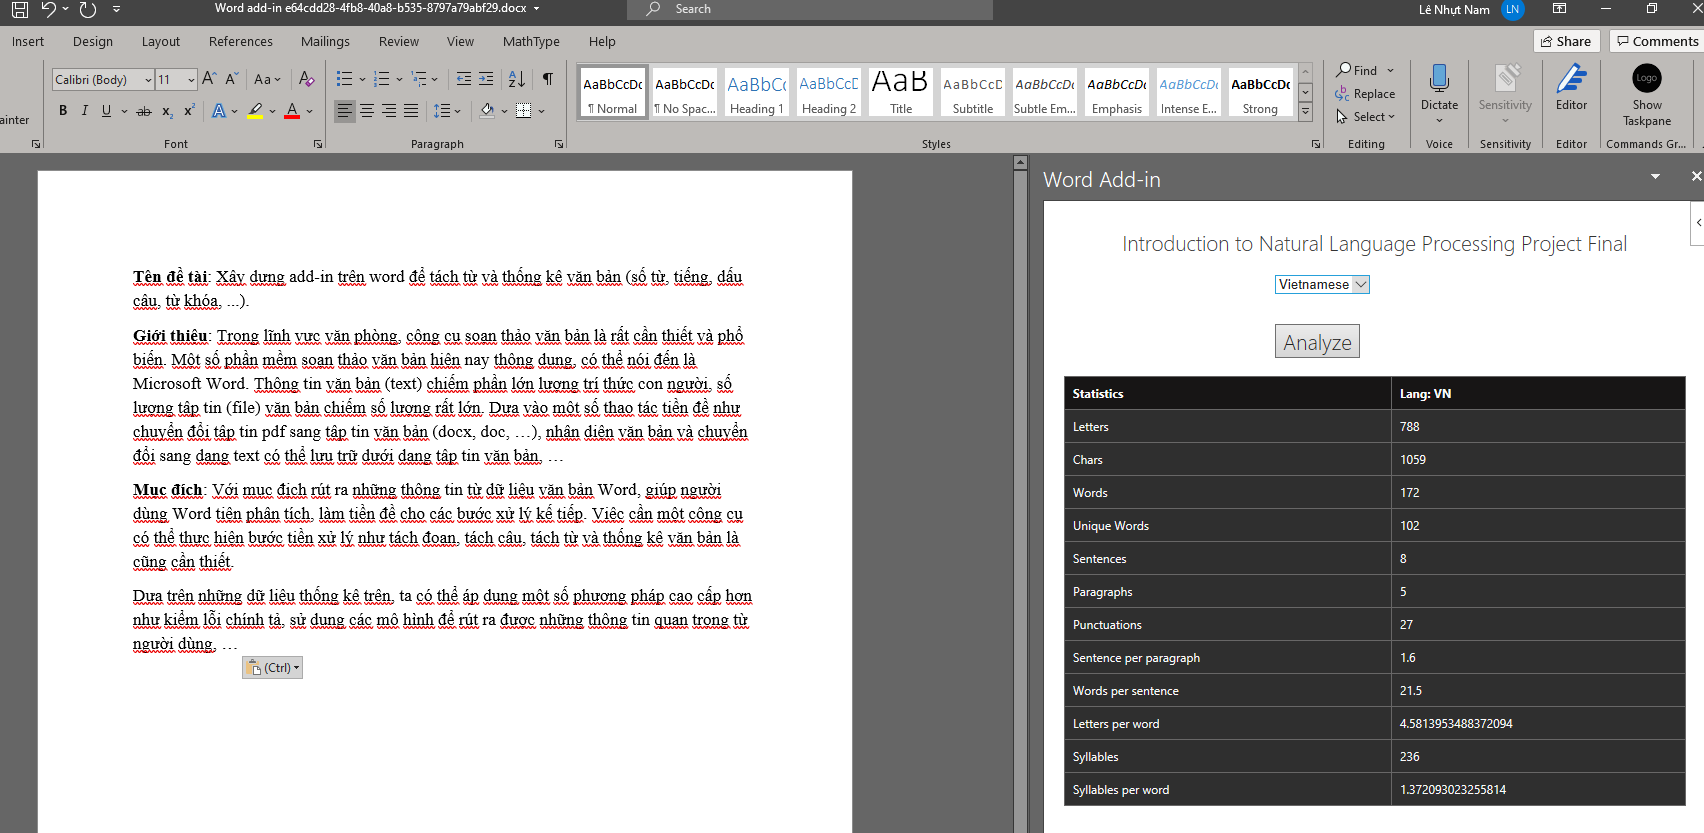 Word add-in e64cdd28-4fb8-40a8-b535-8797a79abf29.docx
Search
Lê Nhựt Nam
LN
Insert Design Layout References Mailings Review View MathType Help
Share
Comments
Calibri (Body) 11
Aa
AaBbCcDc AaBbCcDc AaBbCc AaBbCcD AaB AaBbCcD AaBbCcDc AaBbCcDc AaBbCcDc AaBbCcDc
¶ Normal ¶ No Spac... Heading 1 Heading 2 Title Subtitle Subtle Em... Emphasis Intense E... Strong
Find
Replace
Select
Dictate
Sensitivity
Editor
Logo
Show
Taskpane
ainter
Font Paragraph Styles Editing Voice Sensitivity Editor Commands Gr...
Tên đề tài: Xây dựng add-in trên word để tách từ và thống kê văn bản (số từ, tiếng, dấu
câu, từ khóa, ...).
Giới thiệu: Trong lĩnh vực văn phòng, công cụ soạn thảo văn bản là rất cần thiết và phổ
biến. Một số phần mềm soạn thảo văn bản hiện nay thông dụng, có thể nói đến là
Microsoft Word. Thông tin văn bản (text) chiếm phần lớn lượng trí thức con người, số
lượng tập tin (file) văn bản chiếm số lượng rất lớn. Dựa vào một số thao tác tiền đề như
chuyển đổi tập tin pdf sang tập tin văn bản (docx, doc, …), nhận diện văn bản và chuyển
đổi sang dạng text có thể lưu trữ dưới dạng tập tin văn bản, …
Mục đích: Với mục địch rút ra những thông tin từ dữ liệu văn bản Word, giúp người
dùng Word tiện phân tích, làm tiền đề cho các bước xử lý kế tiếp. Việc cần một công cụ
có thể thực hiện bước tiền xử lý như tách đoạn, tách câu, tách từ và thống kê văn bản là
cũng cần thiết.
Dựa trên những dữ liệu thống kê trên, ta có thể áp dụng một số phương pháp cao cấp hơn
như kiểm lỗi chính tả, sử dụng các mô hình để rút ra được những thông tin quan trọng từ
người dùng, …
(Ctrl)
Word Add-in
Introduction to Natural Language Processing Project Final
Vietnamese
Analyze
Statistics Lang: VN
Letters 788
Chars 1059
Words 172
Unique Words 102
Sentences 8
Paragraphs 5
Punctuations 27
Sentence per paragraph 1.6
Words per sentence 21.5
Letters per word 4.5813953488372094
Syllables 236
Syllables per word 1.372093023255814